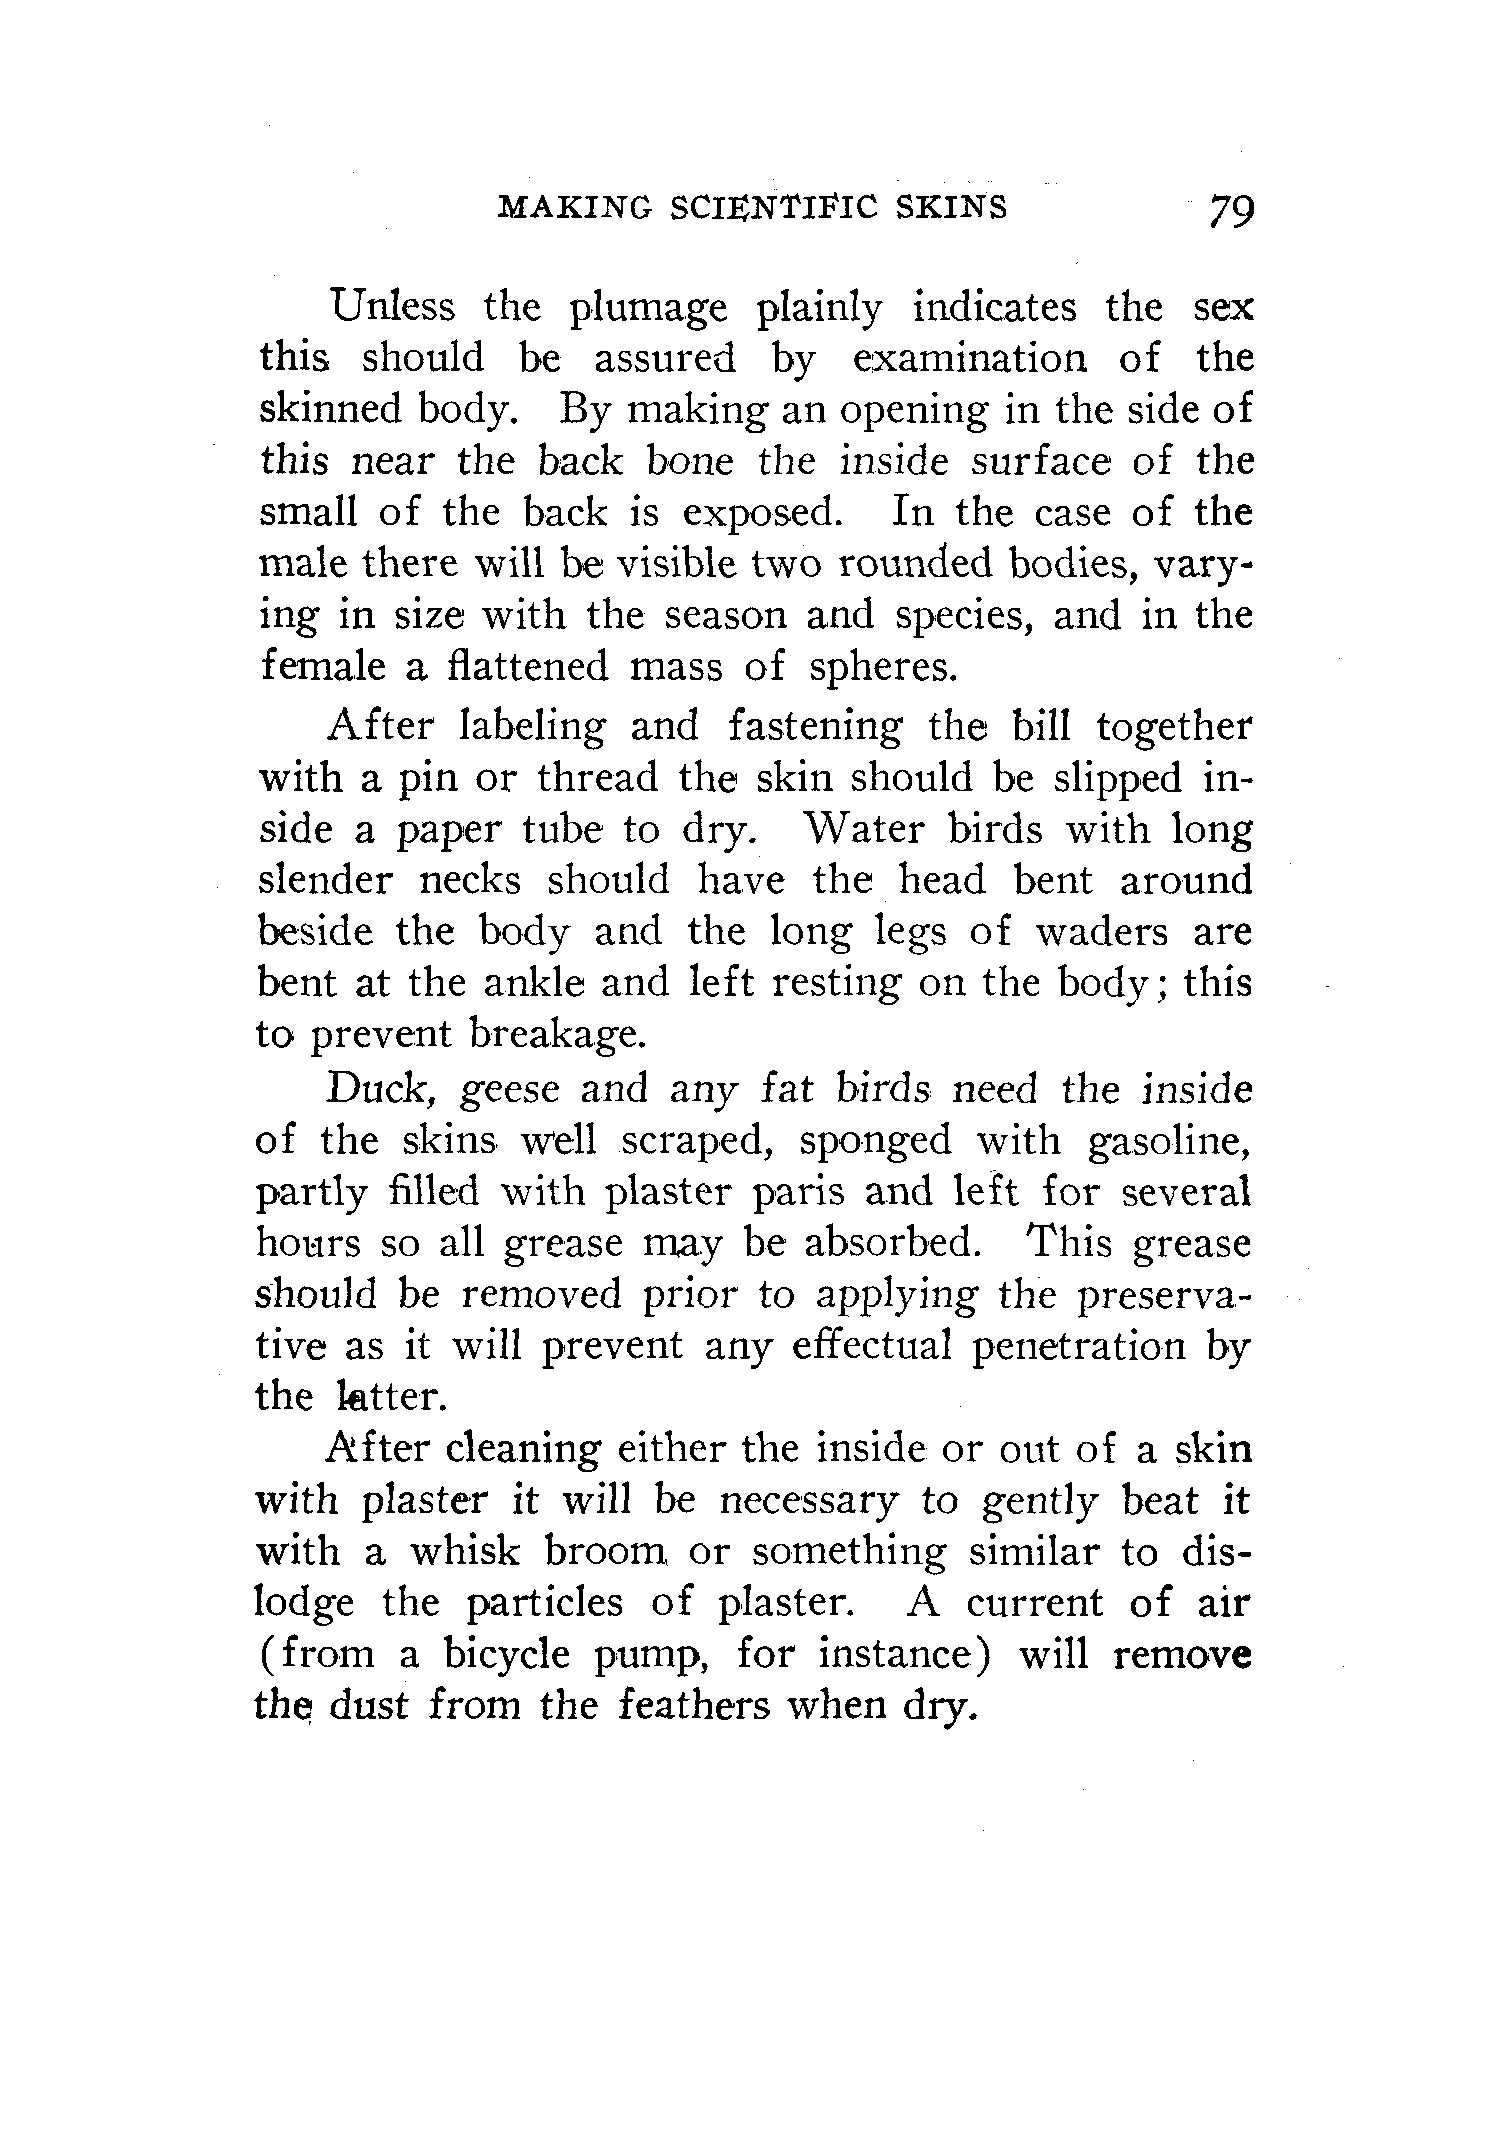 MAKING SCIENTIFIC SKINS 79
Unless the plumage plainly indicates the sex
this should be assured by examination of the
skinned body. By making an opening in the side of
this near the back bone the inside surface of the
small of the back is exposed. In the case of the
male there will be visible two rounded bodies, vary-
ing in size with the season and species, and in the
female a flattened mass of spheres.
After labeling and fastening the bill together
with a pin or thread the skin should be slipped in-
side a paper tube to dry. Water birds with long
slender necks should have the head bent around
beside the body and the long legs of waders are
bent at the ankle and left resting on the body; this
to prevent breakage.
Duck, geese and any fat birds need the inside
of the skins well scraped, sponged with gasoline,
partly filled with plaster paris and left for several
hours so all grease may be absorbed. This grease
should be removed prior to applying the preserva-
tive as it will prevent any effectual penetration by
the latter.
After cleaning either the inside or out of a skin
with plaster it will be necessary to gently beat it
with a whisk broom or something similar to dis-
lodge the particles of plaster. A current of air
(from a bicycle pump, for instance) will remove
the dust from the feathers when dry.